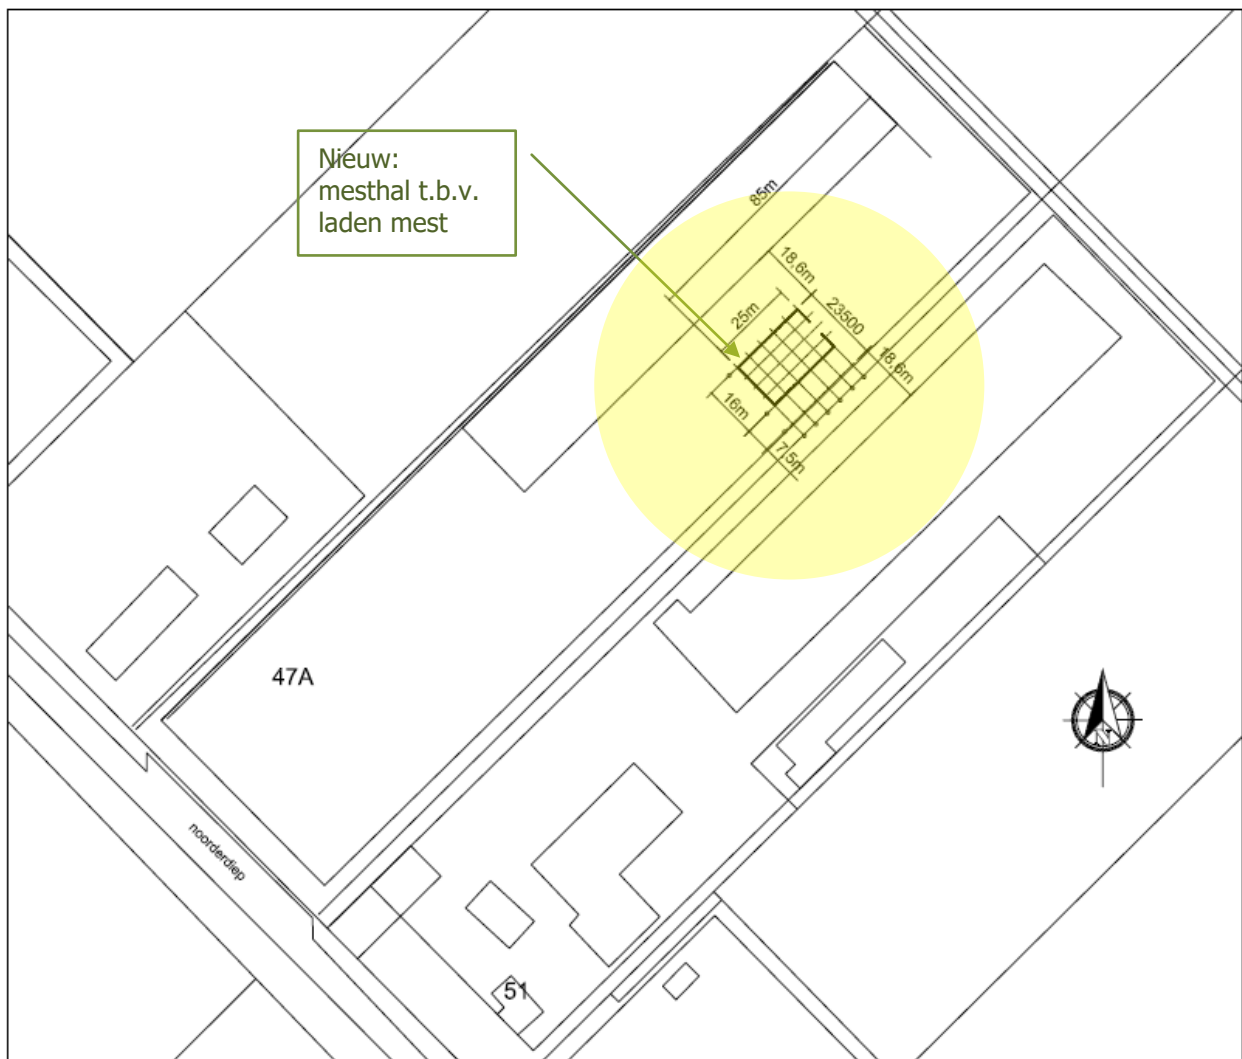 Nieuw:
mesthal t.b.v.
laden mest
85m
18,6m
25m
23500
18,6m
16m
7,5m
47A
N
noorderdiep
51